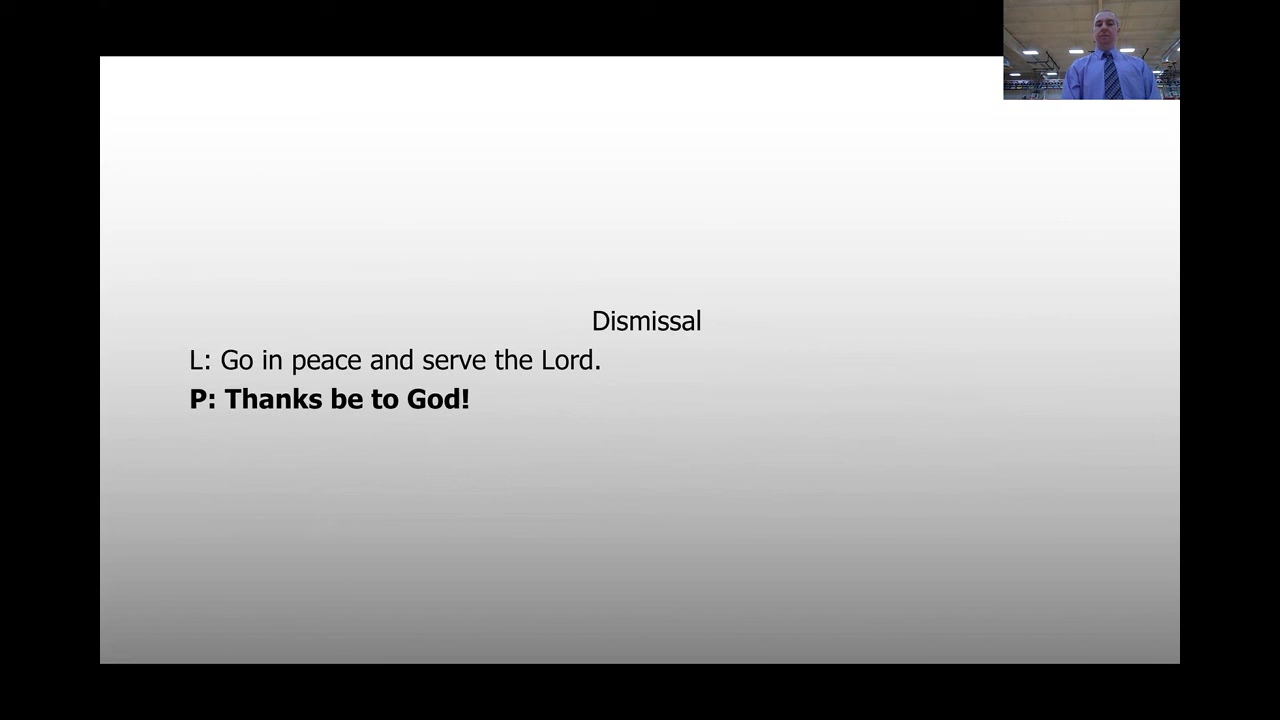 Dismissal
L: Go in peace and serve the Lord.
P: Thanks be to God!